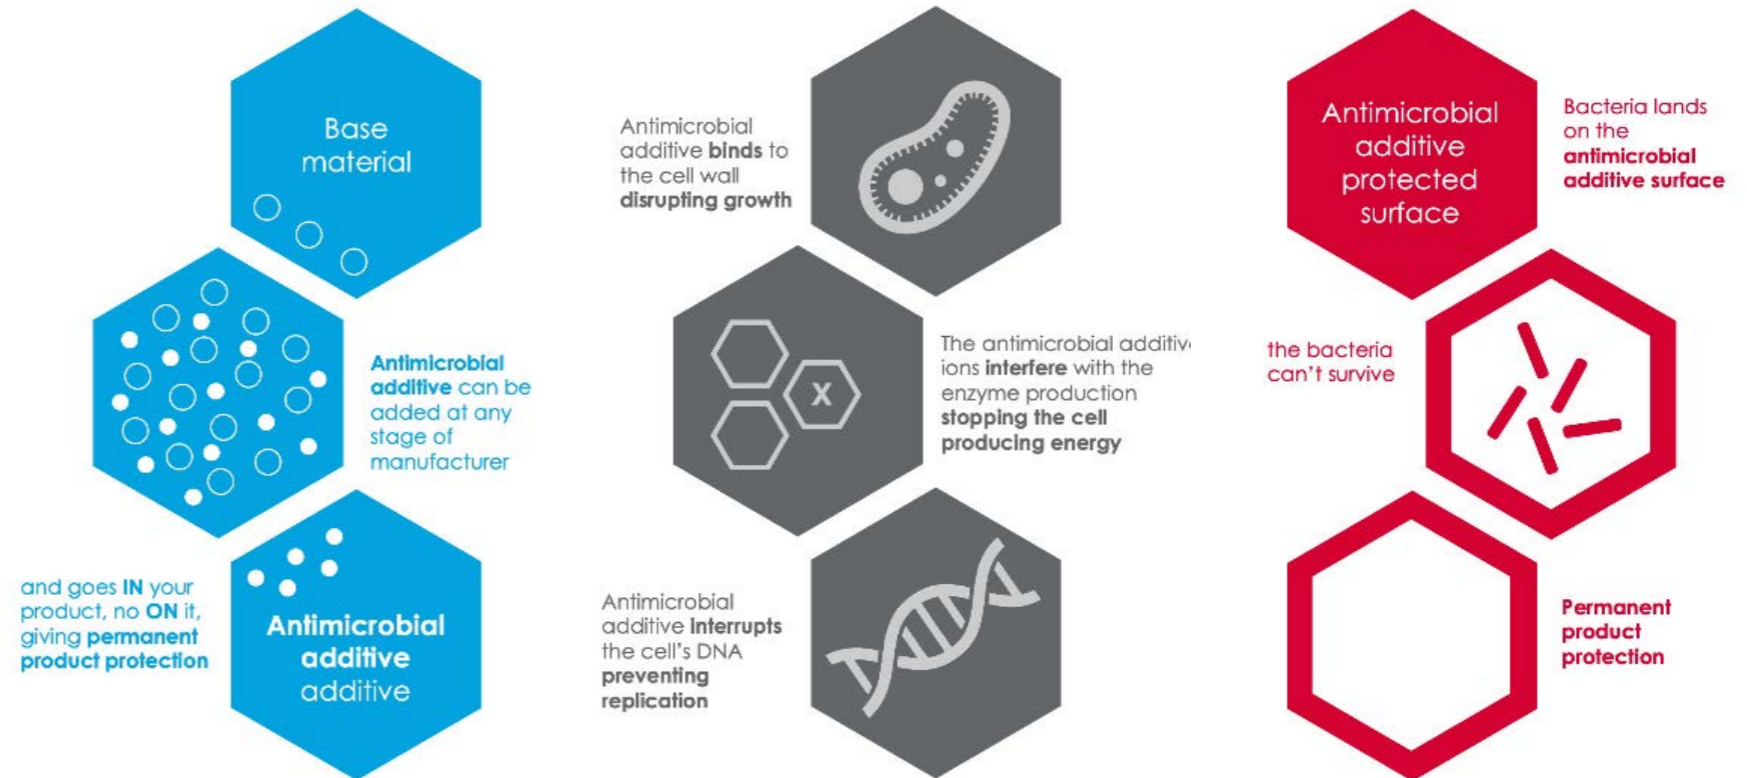 Base
material
Antimicrobial
additive can be
added at any
stage of
manufacturer
and goes IN your
product, no ON it,
giving permanent
product protection
Antimicrobial
additive
additive
Antimicrobial
additive binds to
the cell wall
disrupting growth
X
The antimicrobial additiv
ions interfere with the
enzyme production
stopping the cell
producing energy
Antimicrobial
additive interrupts
the cell's DNA
preventing
replication
Antimicrobial
additive
protected
surface
Bacteria lands
on the
antimicrobial
additive surface
the bacteria
can't survive
Permanent
product
protection